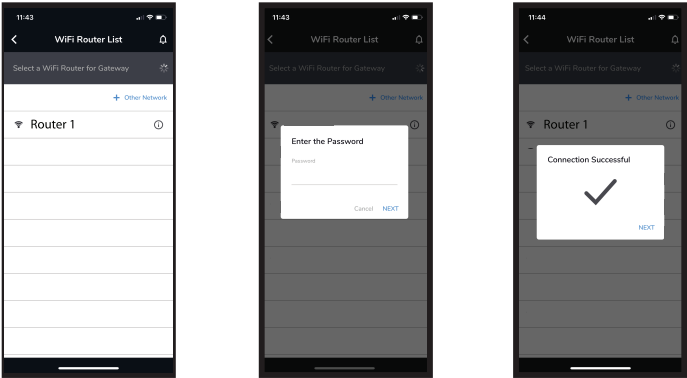 11:43
WiFi Router List
Select a WiFi Router for Gateway
+ Other Network
Router 1
11:43
WiFi Router List
Select a WiFi Router for Gateway
+ Other Network
Enter the Password
Password
Cancel NEXT
11:44
WiFi Router List
Select a WiFi Router for Gateway
+ Other Network
Router 1
Connection Successful
NEXT